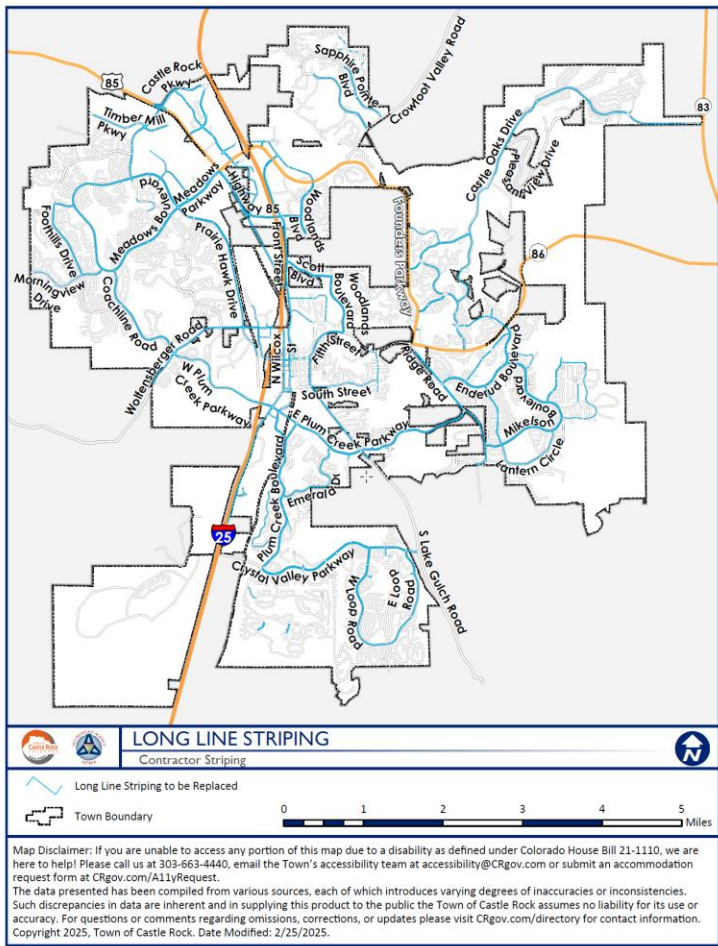 85
Castle Rock
Pkwy
Timber Mill
Pkwy
Sapphire Pointe
Blvd
Crowfoot Valley Road
83
Castle Oaks Drive
Pleasant View Drive
Meadows Boulevard
Meadows
Parkway
Highway 85
Woodlands
Blvd
Founders Parkway
86
Foothills Drive
Prairie Hawk Drive
Front Street
Scott
Blvd
Woodlands
Boulevard
Morningview
Drive
Coachline Road
Wolfensberger Road
N Wilcox St
Fifth Street
Ridge Road
Enderud Boulevard
W Plum
Creek Parkway
South Street
Mikelson Boulevard
E Plum Creek Parkway
Lantern Circle
Plum Creek Boulevard
Emerald Dr
25
Crystal Valley Parkway
W Loop Road
E Loop
Road
S Lake Gulch Road
CASTLE ROCK
APWA
LONG LINE STRIPING
Contractor Striping
N
Long Line Striping to be Replaced
Town Boundary
0 1 2 3 4 5
Miles
Map Disclaimer: If you are unable to access any portion of this map due to a disability as defined under Colorado House Bill 21-1110, we are
here to help! Please call us at 303-663-4440, email the Town's accessibility team at accessibility@CRgov.com or submit an accommodation
request form at CRgov.com/A11yRequest.
The data presented has been compiled from various sources, each of which introduces varying degrees of inaccuracies or inconsistencies.
Such discrepancies in data are inherent and in supplying this product to the public the Town of Castle Rock assumes no liability for its use or
accuracy. For questions or comments regarding omissions, corrections, or updates please visit CRgov.com/directory for contact information.
Copyright 2025, Town of Castle Rock. Date Modified: 2/25/2025.